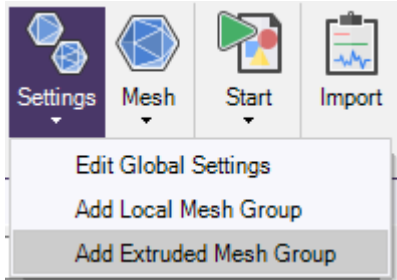 Settings Mesh Start Import
Edit Global Settings
Add Local Mesh Group
Add Extruded Mesh Group